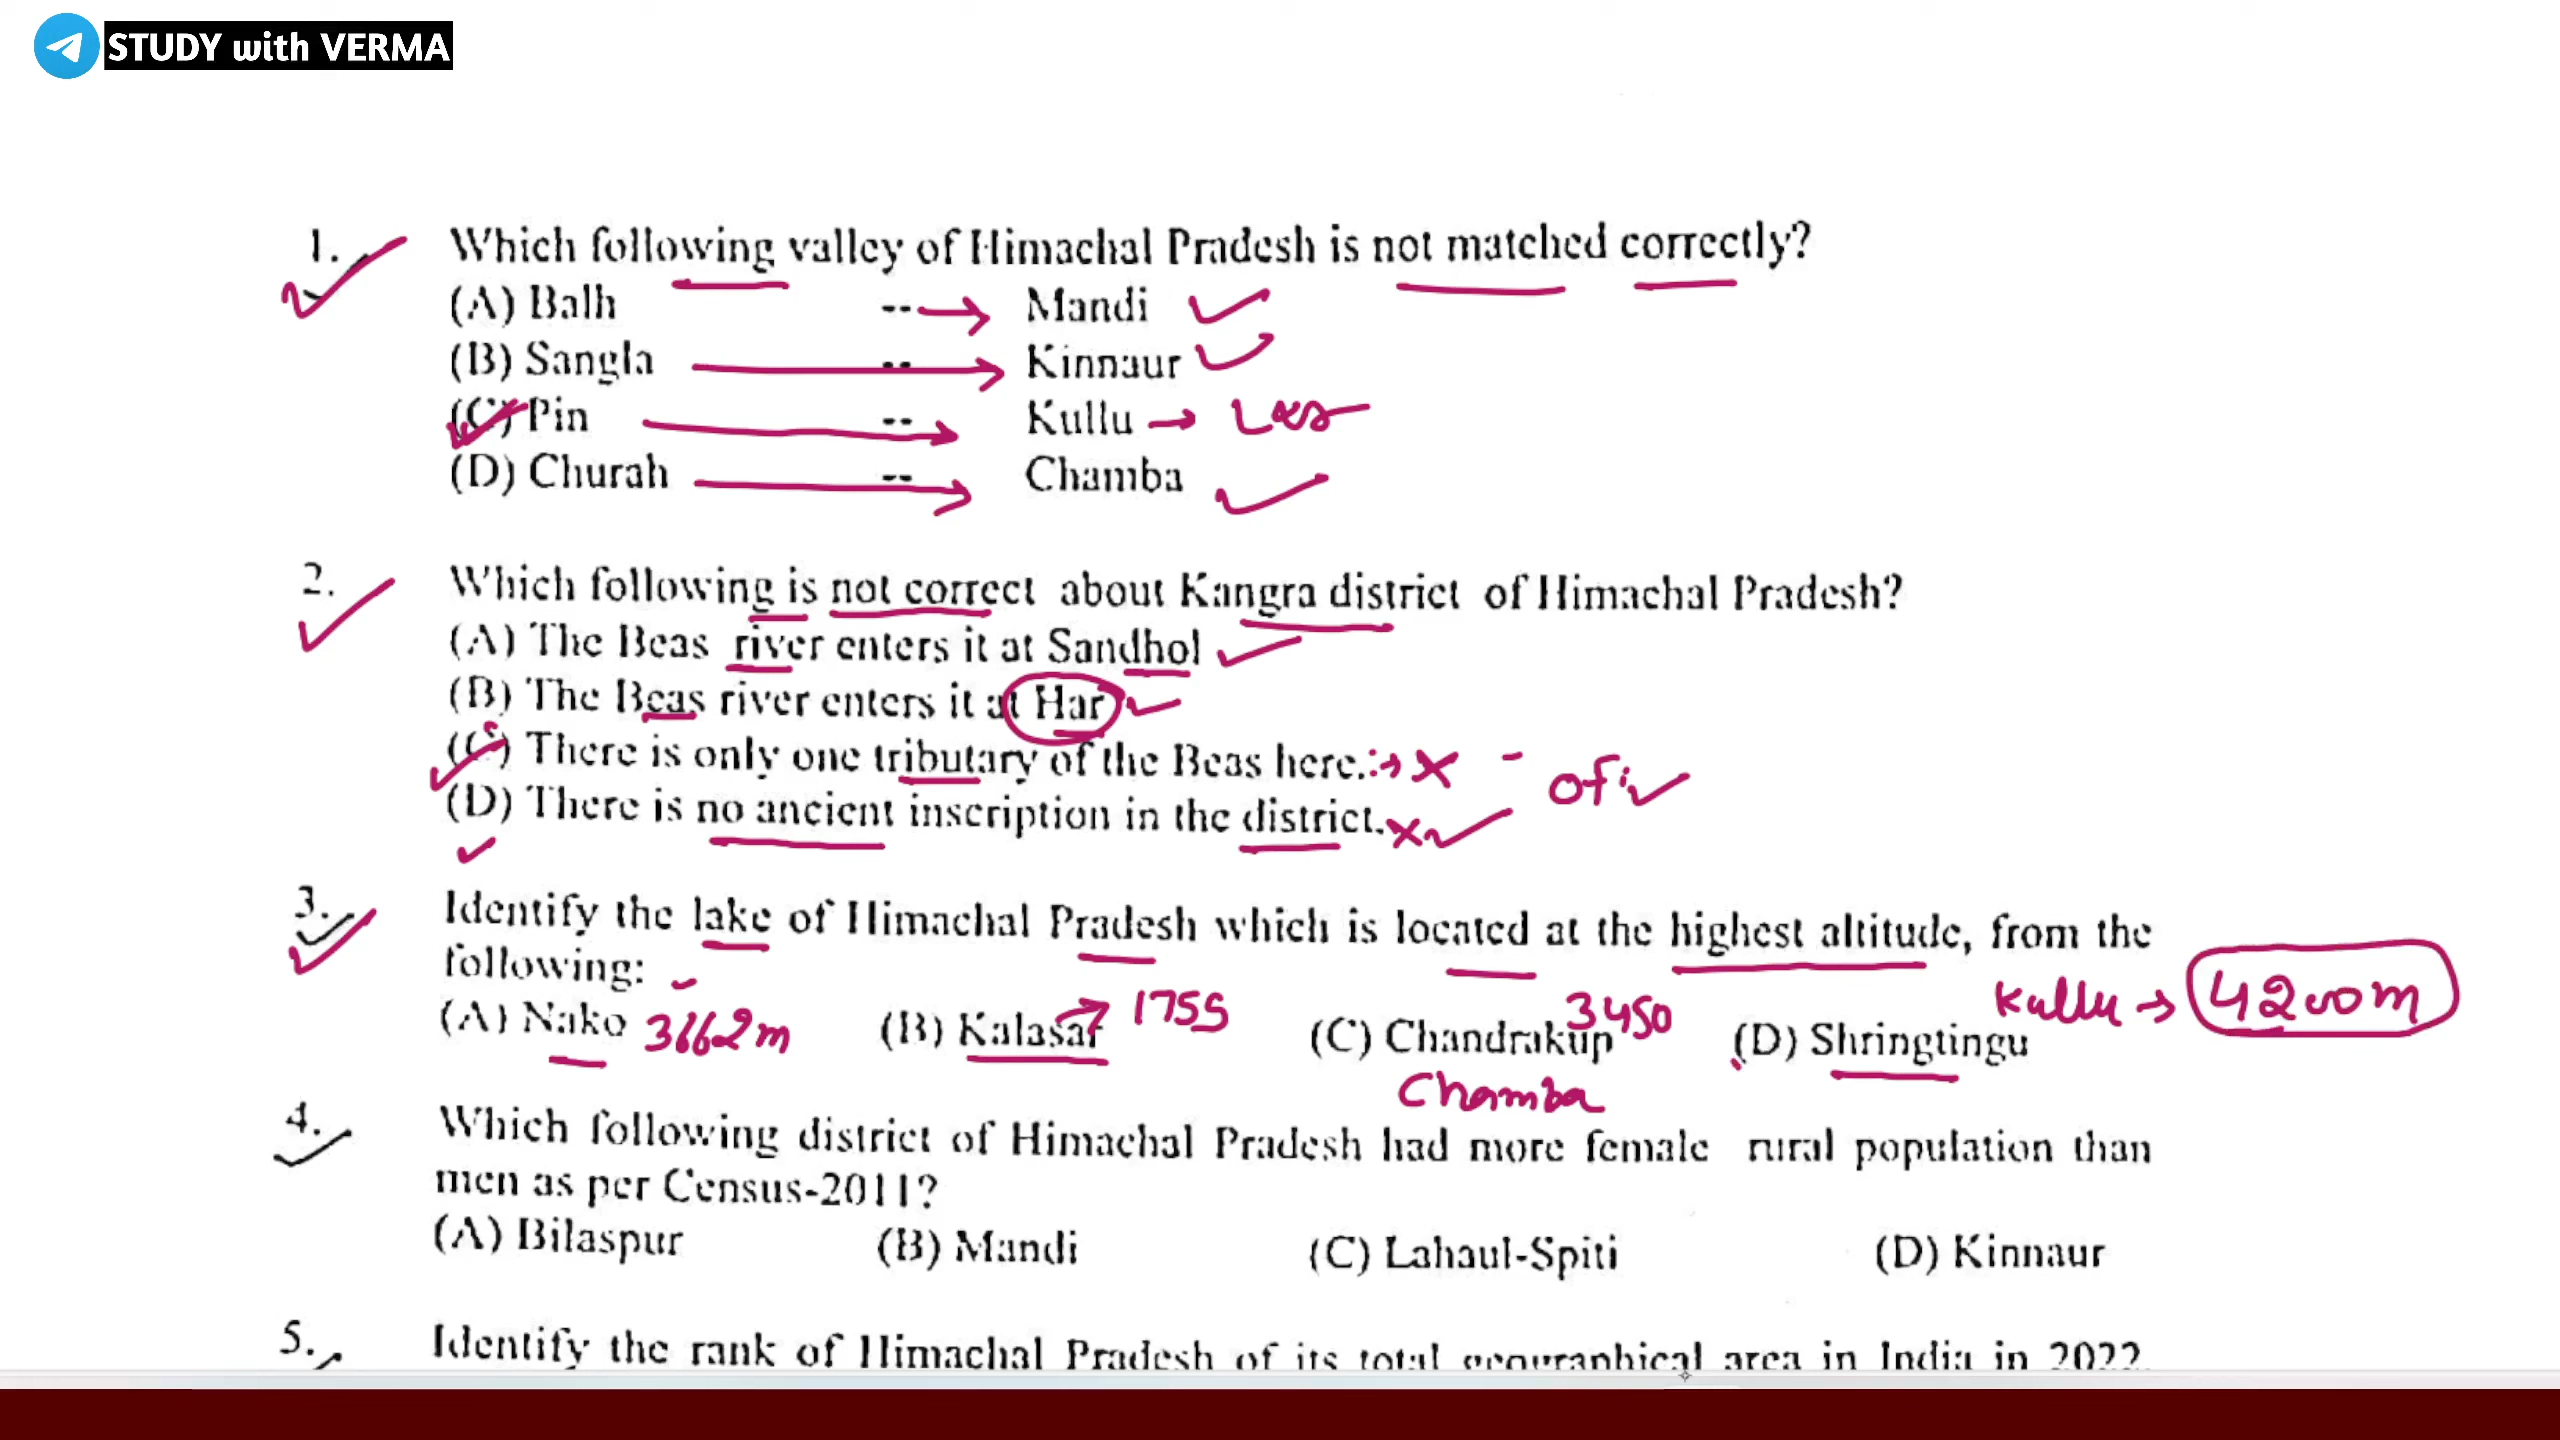 STUDY with VERMA
1. Which following valley of Himachal Pradesh is not matched correctly?
(A) Balh -- Mandi
(B) Sangla -- Kinnaur
(C) Pin -- Kullu → L&S
(D) Churah -- Chamba
2. Which following is not correct about Kangra district of Himachal Pradesh?
(A) The Beas river enters it at Sandhol
(B) The Beas river enters it at Har
(C) There is only one tributary of the Beas here.
(D) There is no ancient inscription in the district.
3. Identify the lake of Himachal Pradesh which is located at the highest altitude, from the
following:
Kullu → 4200m
(A) Nako 3662m (B) Kalasar 1755 (C) Chandrakup 3450 (D) Shringtingu
Chamba
4. Which following district of Himachal Pradesh had more female rural population than
men as per Census-2011?
(A) Bilaspur (B) Mandi (C) Lahaul-Spiti (D) Kinnaur
5. Identify the rank of Himachal Pradesh of its total geographical area in India in 2022.